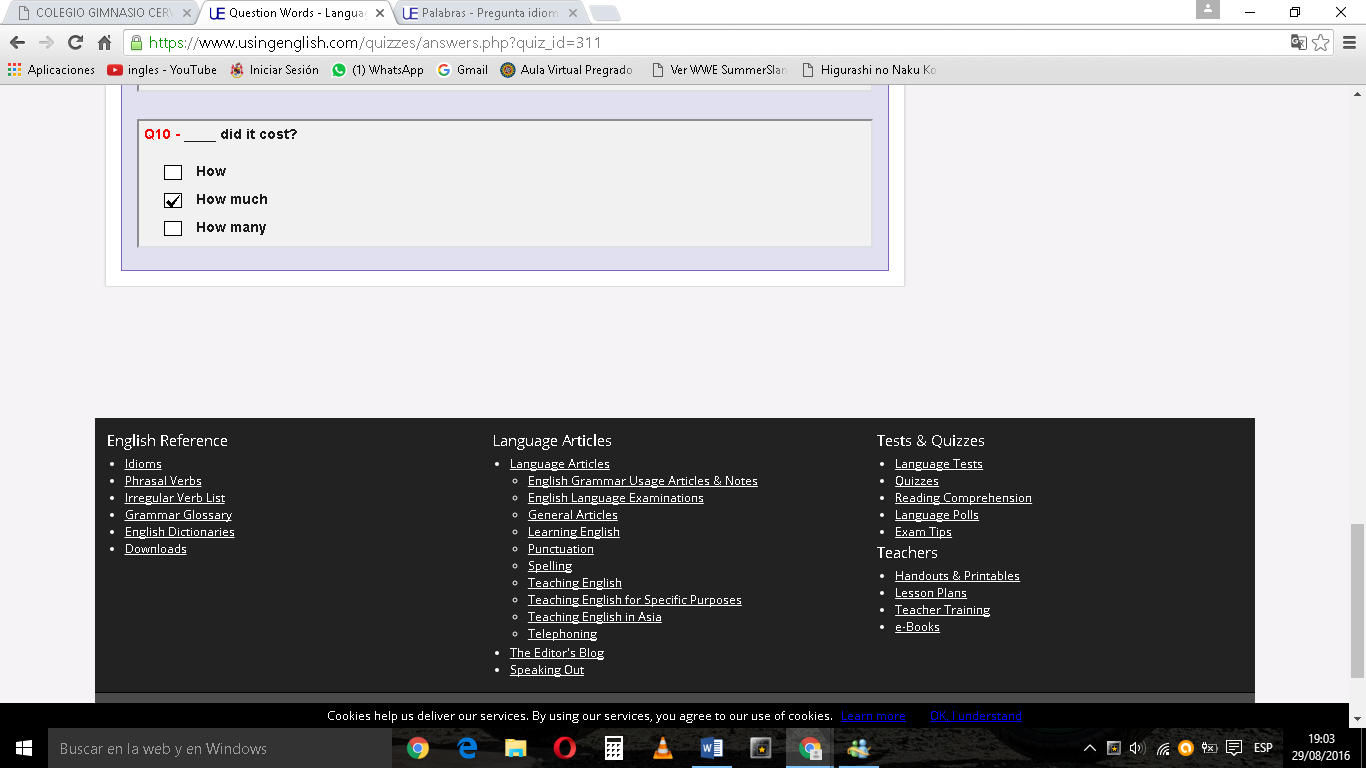 COLEGIO GIMNASIO CERV
Question Words - Langua
Palabras - Pregunta idiom
https://www.usingenglish.com/quizzes/answers.php?quiz_id=311
Aplicaciones
ingles - YouTube
Iniciar Sesión
(1) WhatsApp
Gmail
Aula Virtual Pregrado
Ver WWE SummerSlan
Higurashi no Naku Ko
Q10 - ____ did it cost?
How
How much
How many
English Reference
Idioms
Phrasal Verbs
Irregular Verb List
Grammar Glossary
English Dictionaries
Downloads
Language Articles
Language Articles
English Grammar Usage Articles & Notes
English Language Examinations
General Articles
Learning English
Punctuation
Spelling
Teaching English
Teaching English for Specific Purposes
Teaching English in Asia
Telephoning
The Editor's Blog
Speaking Out
Tests & Quizzes
Language Tests
Quizzes
Reading Comprehension
Language Polls
Exam Tips
Teachers
Handouts & Printables
Lesson Plans
Teacher Training
e-Books
Cookies help us deliver our services. By using our services, you agree to our use of cookies. Learn more OK, I understand
Buscar en la web y en Windows
ESP
19:03
29/08/2016